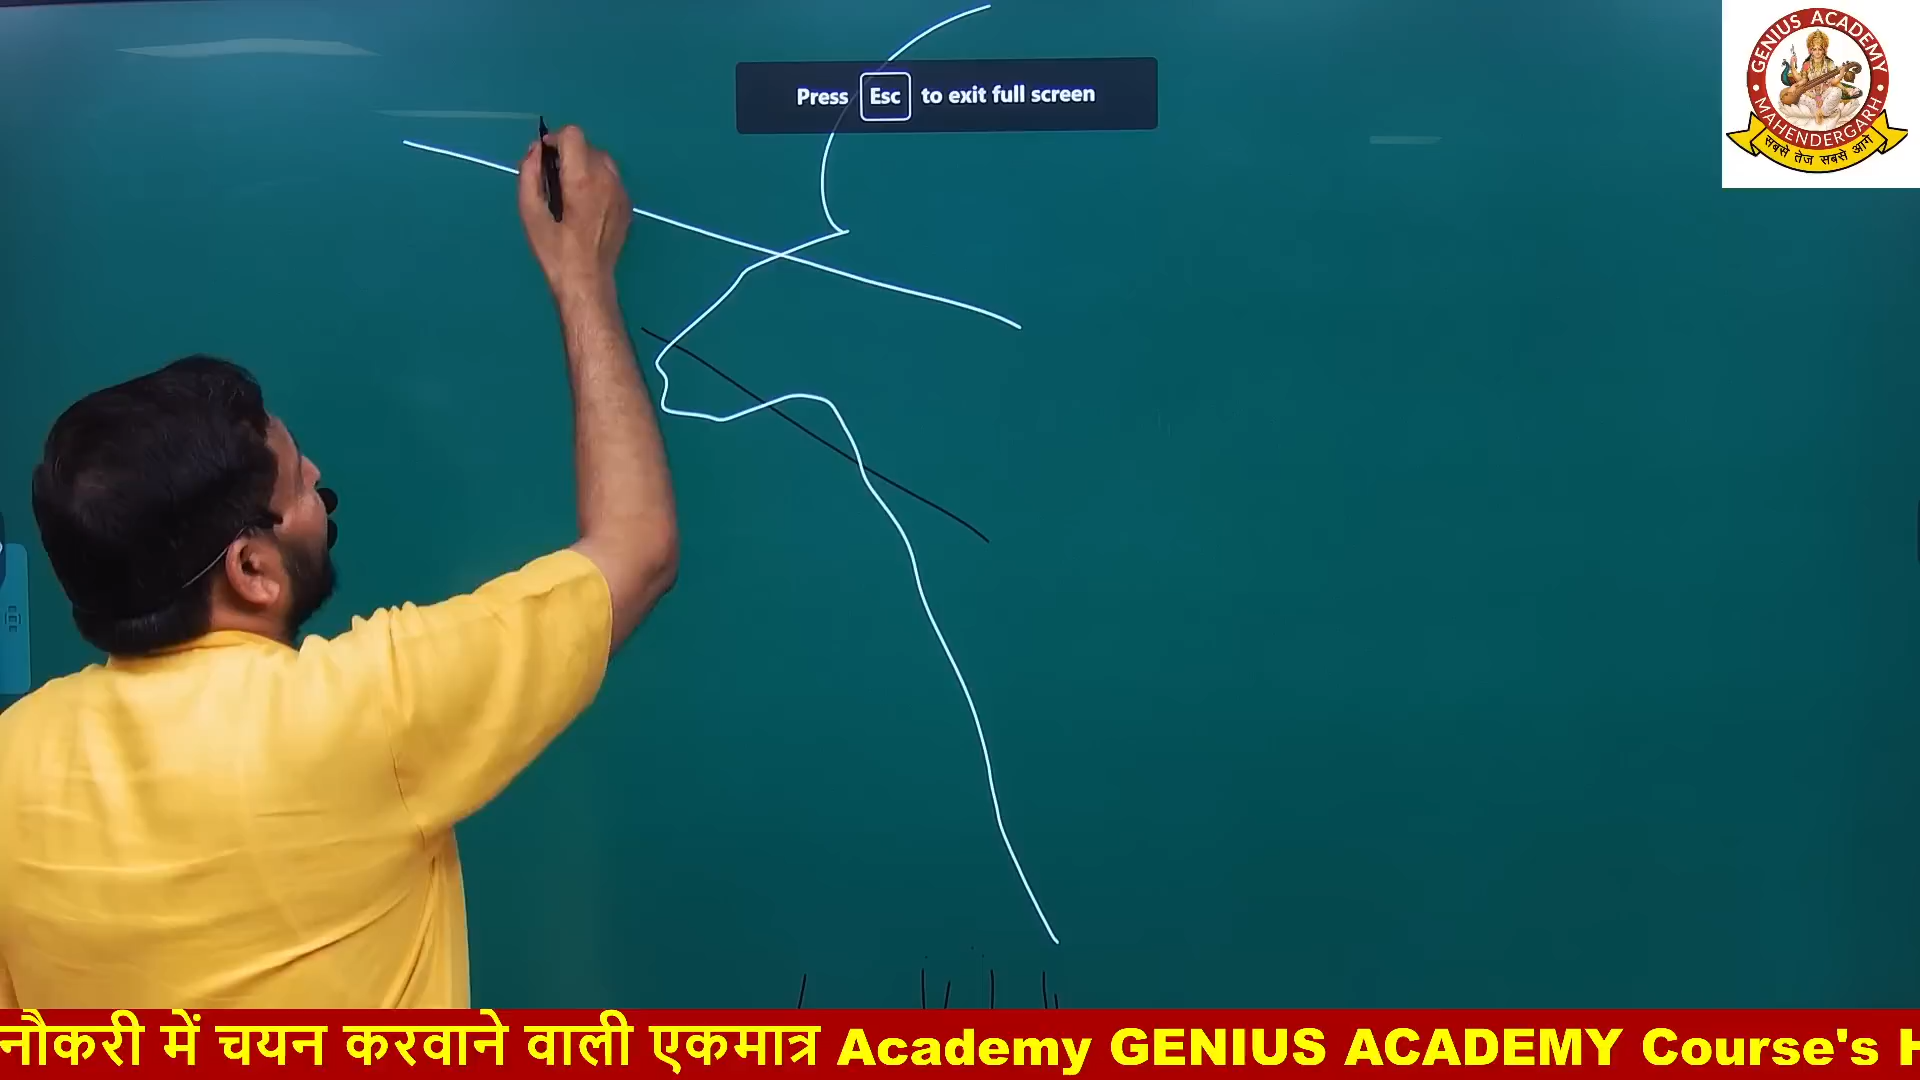 GENIUS ACADEMY
MAHENDERGARH
सबसे तेज सबसे आगे
Press Esc to exit full screen
नौकरी में चयन करवाने वाली एकमात्र Academy GENIUS ACADEMY Course's